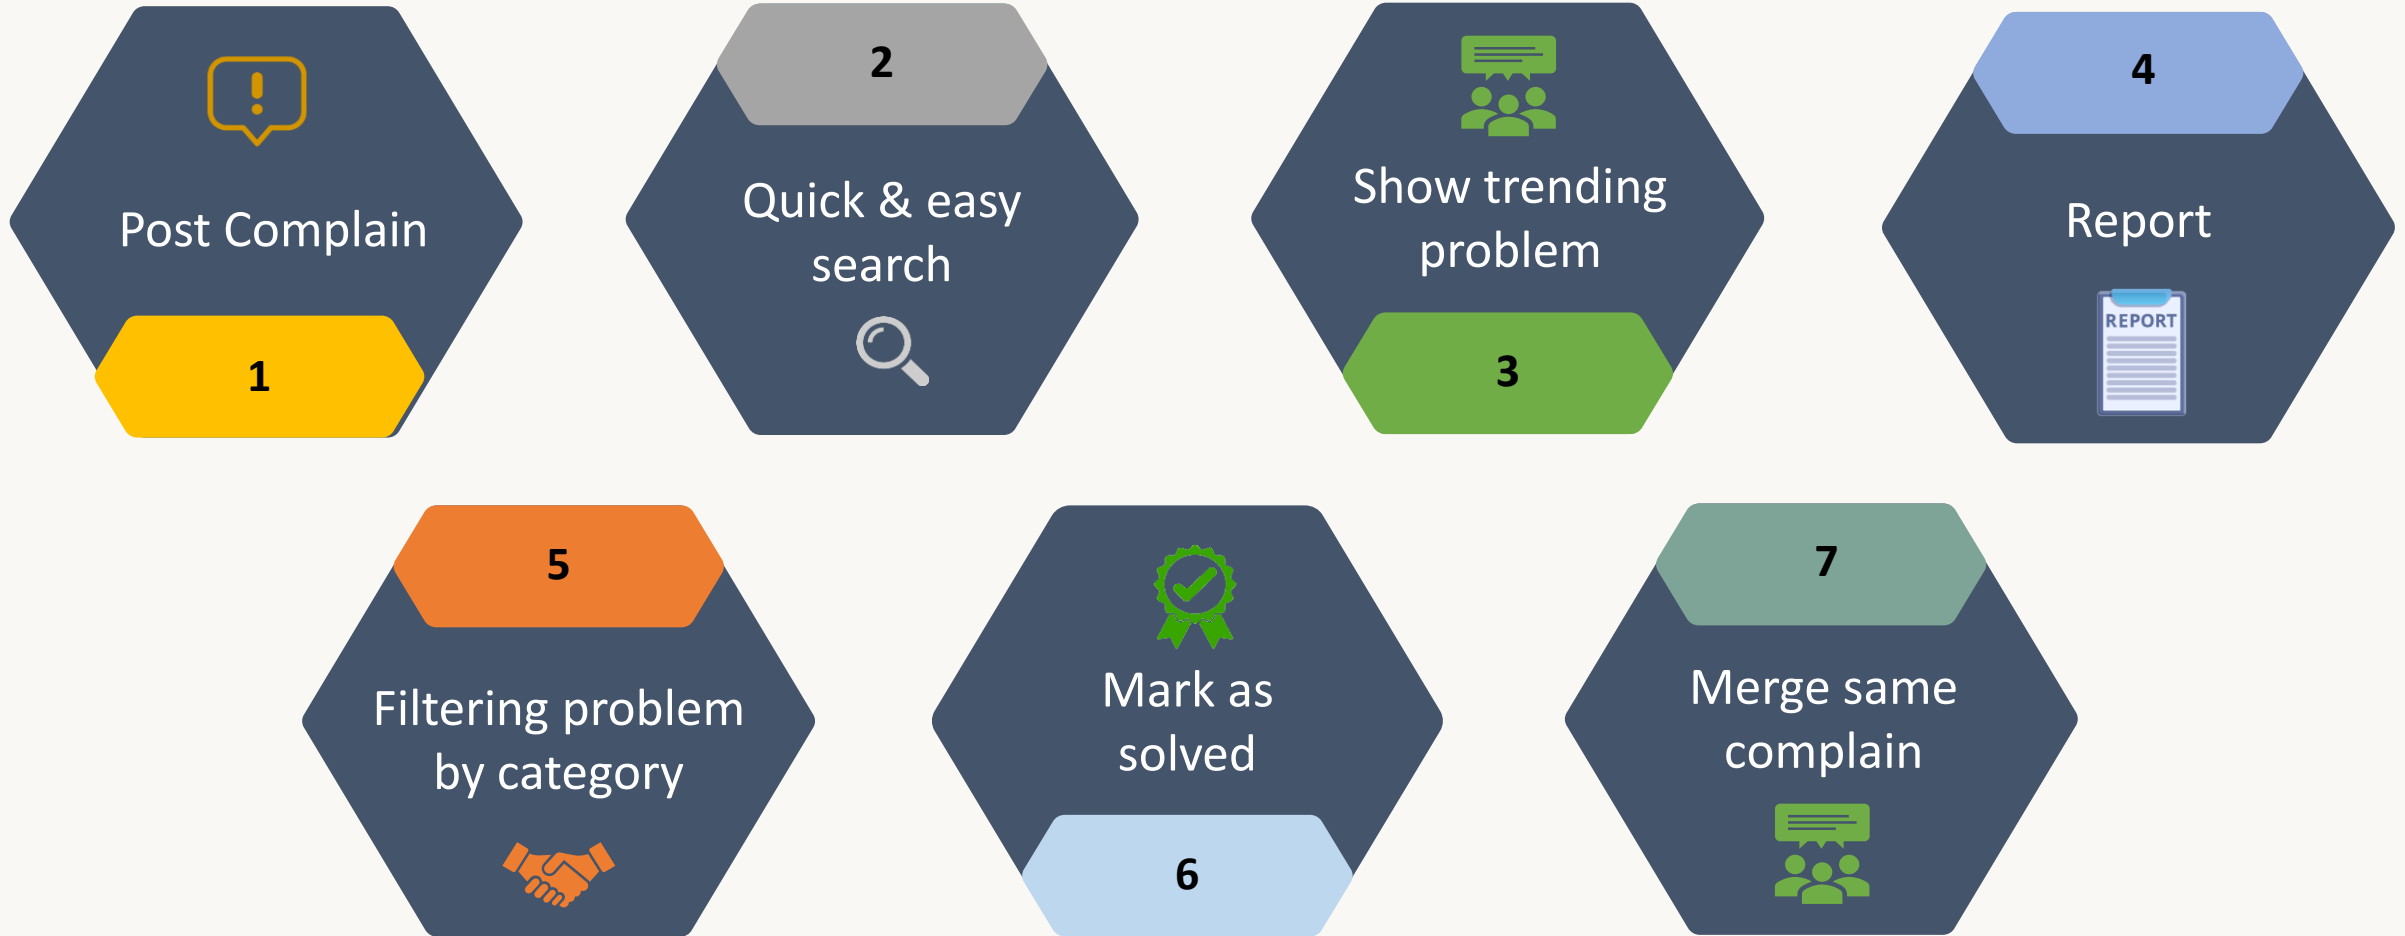 Post Complain
1
2
Quick & easy
search
Show trending
problem
3
4
Report
REPORT
5
Filtering problem
by category
Mark as
solved
6
7
Merge same
complain